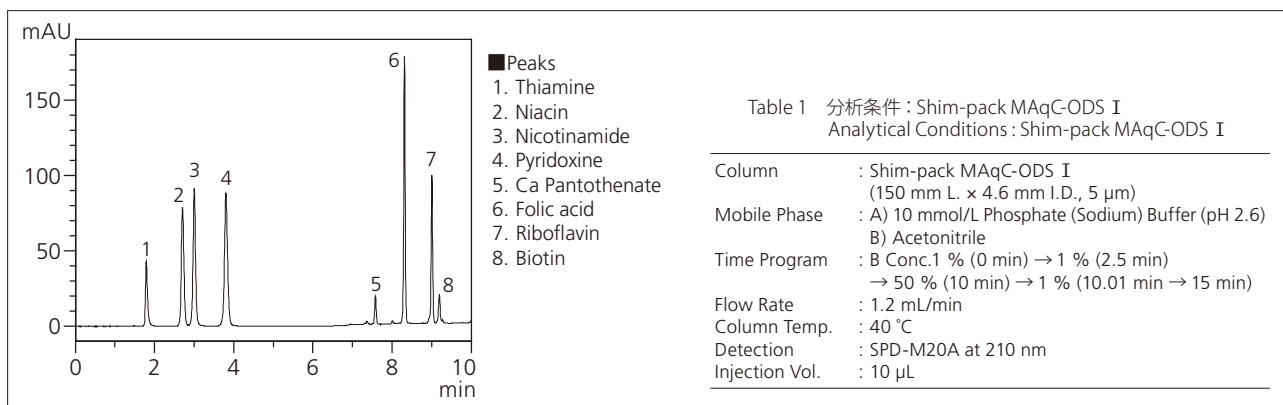 mAU
150
100
50
0
1
2
3
4
5
6
7
8
0
2
4
6
8
10
min
■Peaks
1. Thiamine
2. Niacin
3. Nicotinamide
4. Pyridoxine
5. Ca Pantothenate
6. Folic acid
7. Riboflavin
8. Biotin
Table 1 分析条件：Shim-pack MAqC-ODS Ⅰ
Analytical Conditions : Shim-pack MAqC-ODS Ⅰ
Column : Shim-pack MAqC-ODS Ⅰ
(150 mm L. × 4.6 mm I.D., 5 μm)
Mobile Phase : A) 10 mmol/L Phosphate (Sodium) Buffer (pH 2.6)
B) Acetonitrile
Time Program : B Conc.1 % (0 min) → 1 % (2.5 min)
→ 50 % (10 min) → 1 % (10.01 min → 15 min)
Flow Rate : 1.2 mL/min
Column Temp. : 40 ˚C
Detection : SPD-M20A at 210 nm
Injection Vol. : 10 μL